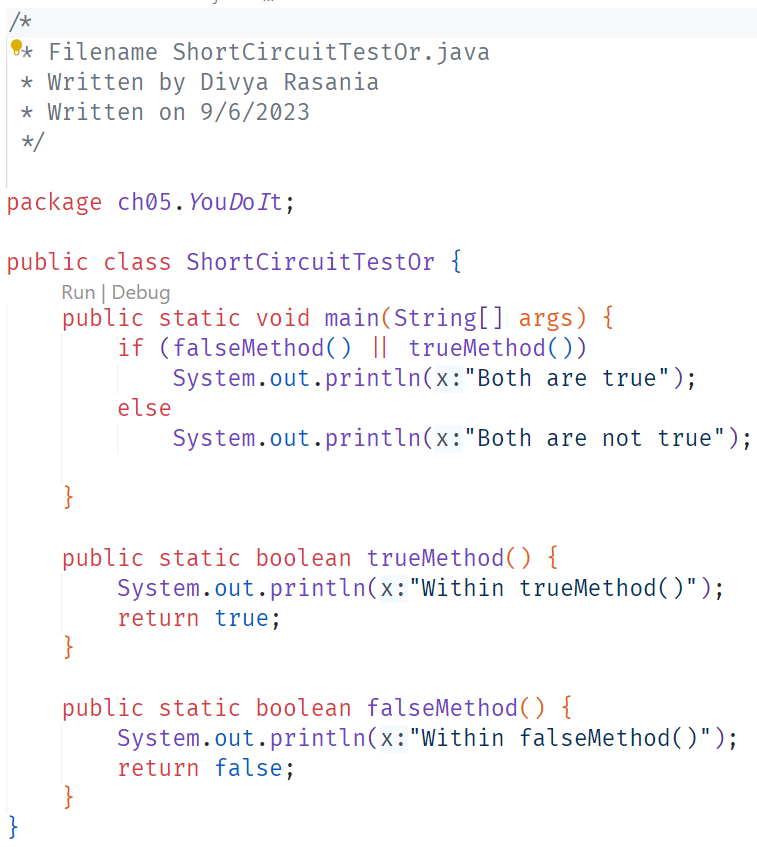 /*
* Filename ShortCircuitTestOr.java
* Written by Divya Rasania
* Written on 9/6/2023
*/
package ch05.YouDoIt;
public class ShortCircuitTestOr {
Run | Debug
public static void main(String[] args) {
if (falseMethod() || trueMethod())
System.out.println(x:"Both are true");
else
System.out.println(x:"Both are not true");
}
public static boolean trueMethod() {
System.out.println(x:"Within trueMethod()");
return true;
}
public static boolean falseMethod() {
System.out.println(x:"Within falseMethod()");
return false;
}
}